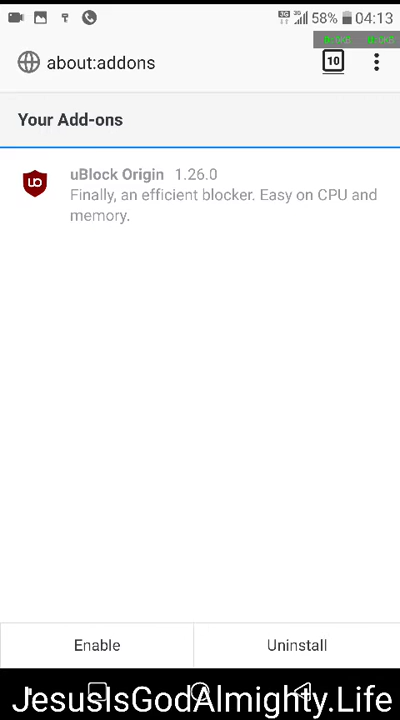 58% 04:13
about:addons
10
Your Add-ons
uBlock Origin 1.26.0
Finally, an efficient blocker. Easy on CPU and
memory.
Enable Uninstall
JesusIsGodAlmighty.Life